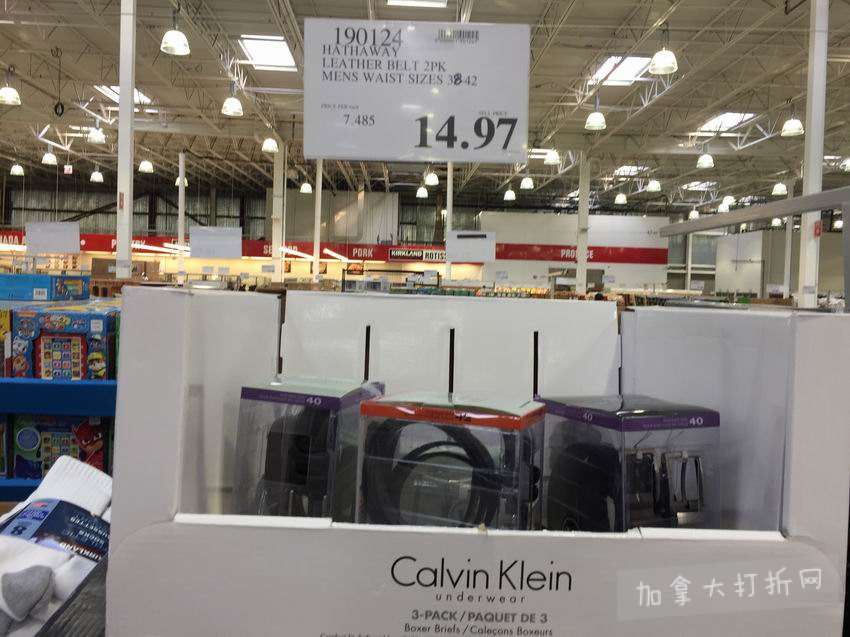 190124
HATHAWAY
LEATHER BELT 2PK
MENS WAIST SIZES 38-42
PRICE PER
SELL PRICE
7.485
14.97
PORK
KIRKLAND
PRODUCE
40
42
40
40
Calvin Klein
underwear
3-PACK / PAQUET DE 3
Boxer Briefs / Caleçons Boxeurs
加拿大打折网